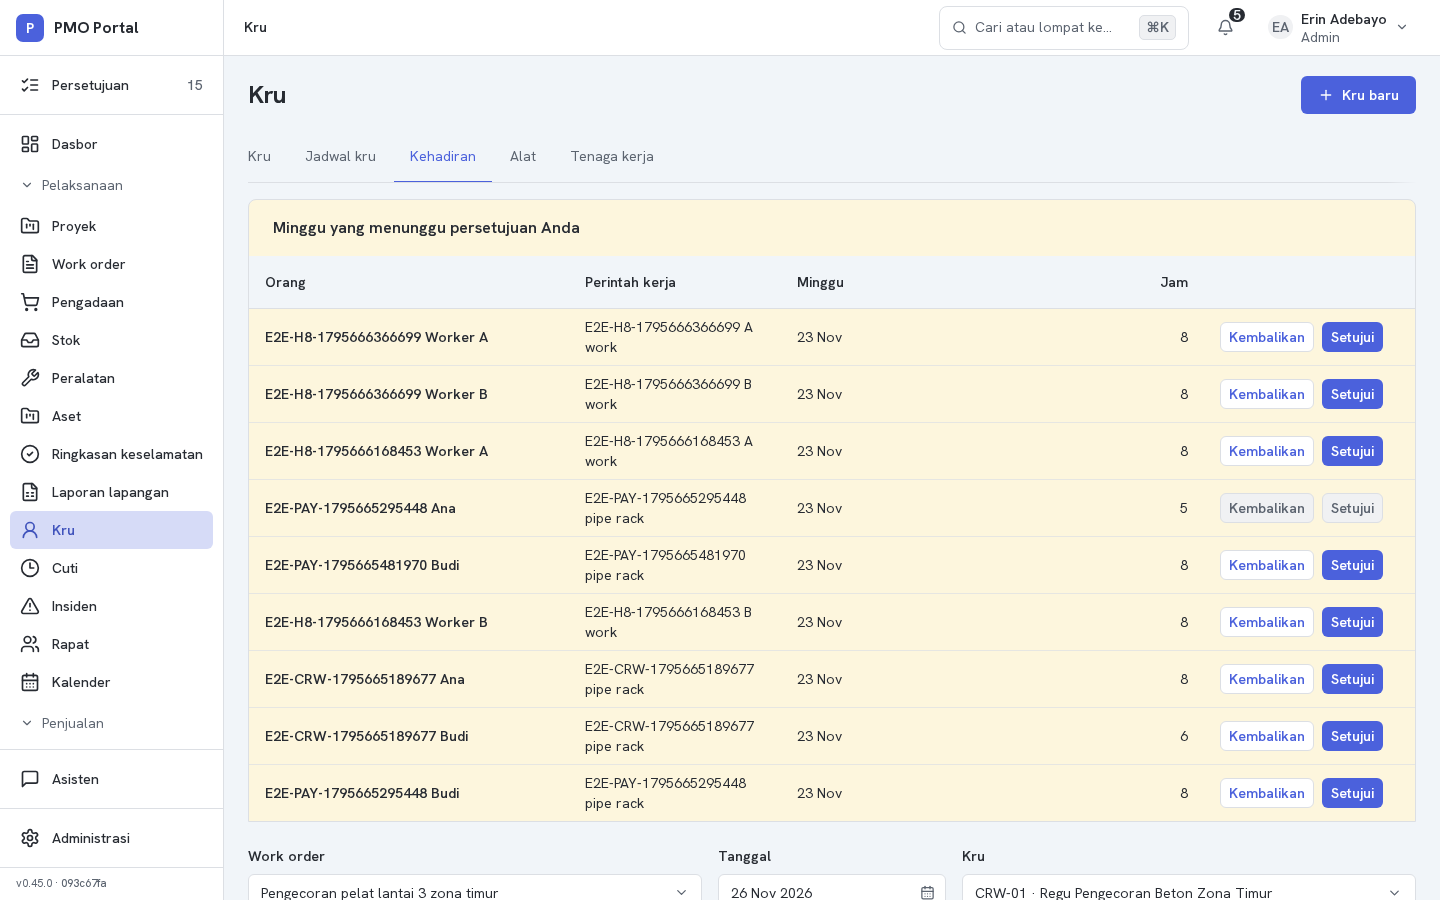 P PMO Portal
Kru
Cari atau lompat ke...
⌘K
5
EA
Erin Adebayo
Admin
Persetujuan 15
Dasbor
Pelaksanaan
Proyek
Work order
Pengadaan
Stok
Peralatan
Aset
Ringkasan keselamatan
Laporan lapangan
Kru
Cuti
Insiden
Rapat
Kalender
Penjualan
Asisten
Administrasi
v0.45.0 · 093c67fa
Kru
Kru baru
Kru Jadwal kru Kehadiran Alat Tenaga kerja
Minggu yang menunggu persetujuan Anda
Orang Perintah kerja Minggu Jam
E2E-H8-1795666366699 Worker A
E2E-H8-1795666366699 A
work
23 Nov 8 Kembalikan Setujui
E2E-H8-1795666366699 Worker B
E2E-H8-1795666366699 B
work
23 Nov 8 Kembalikan Setujui
E2E-H8-1795666168453 Worker A
E2E-H8-1795666168453 A
work
23 Nov 8 Kembalikan Setujui
E2E-PAY-1795665295448 Ana
E2E-PAY-1795665295448
pipe rack
23 Nov 5 Kembalikan Setujui
E2E-PAY-1795665481970 Budi
E2E-PAY-1795665481970
pipe rack
23 Nov 8 Kembalikan Setujui
E2E-H8-1795666168453 Worker B
E2E-H8-1795666168453 B
work
23 Nov 8 Kembalikan Setujui
E2E-CRW-1795665189677 Ana
E2E-CRW-1795665189677
pipe rack
23 Nov 8 Kembalikan Setujui
E2E-CRW-1795665189677 Budi
E2E-CRW-1795665189677
pipe rack
23 Nov 6 Kembalikan Setujui
E2E-PAY-1795665295448 Budi
E2E-PAY-1795665295448
pipe rack
23 Nov 8 Kembalikan Setujui
Work order Tanggal Kru
Pengecoran pelat lantai 3 zona timur
26 Nov 2026
CRW-01 · Regu Pengecoran Beton Zona Timur